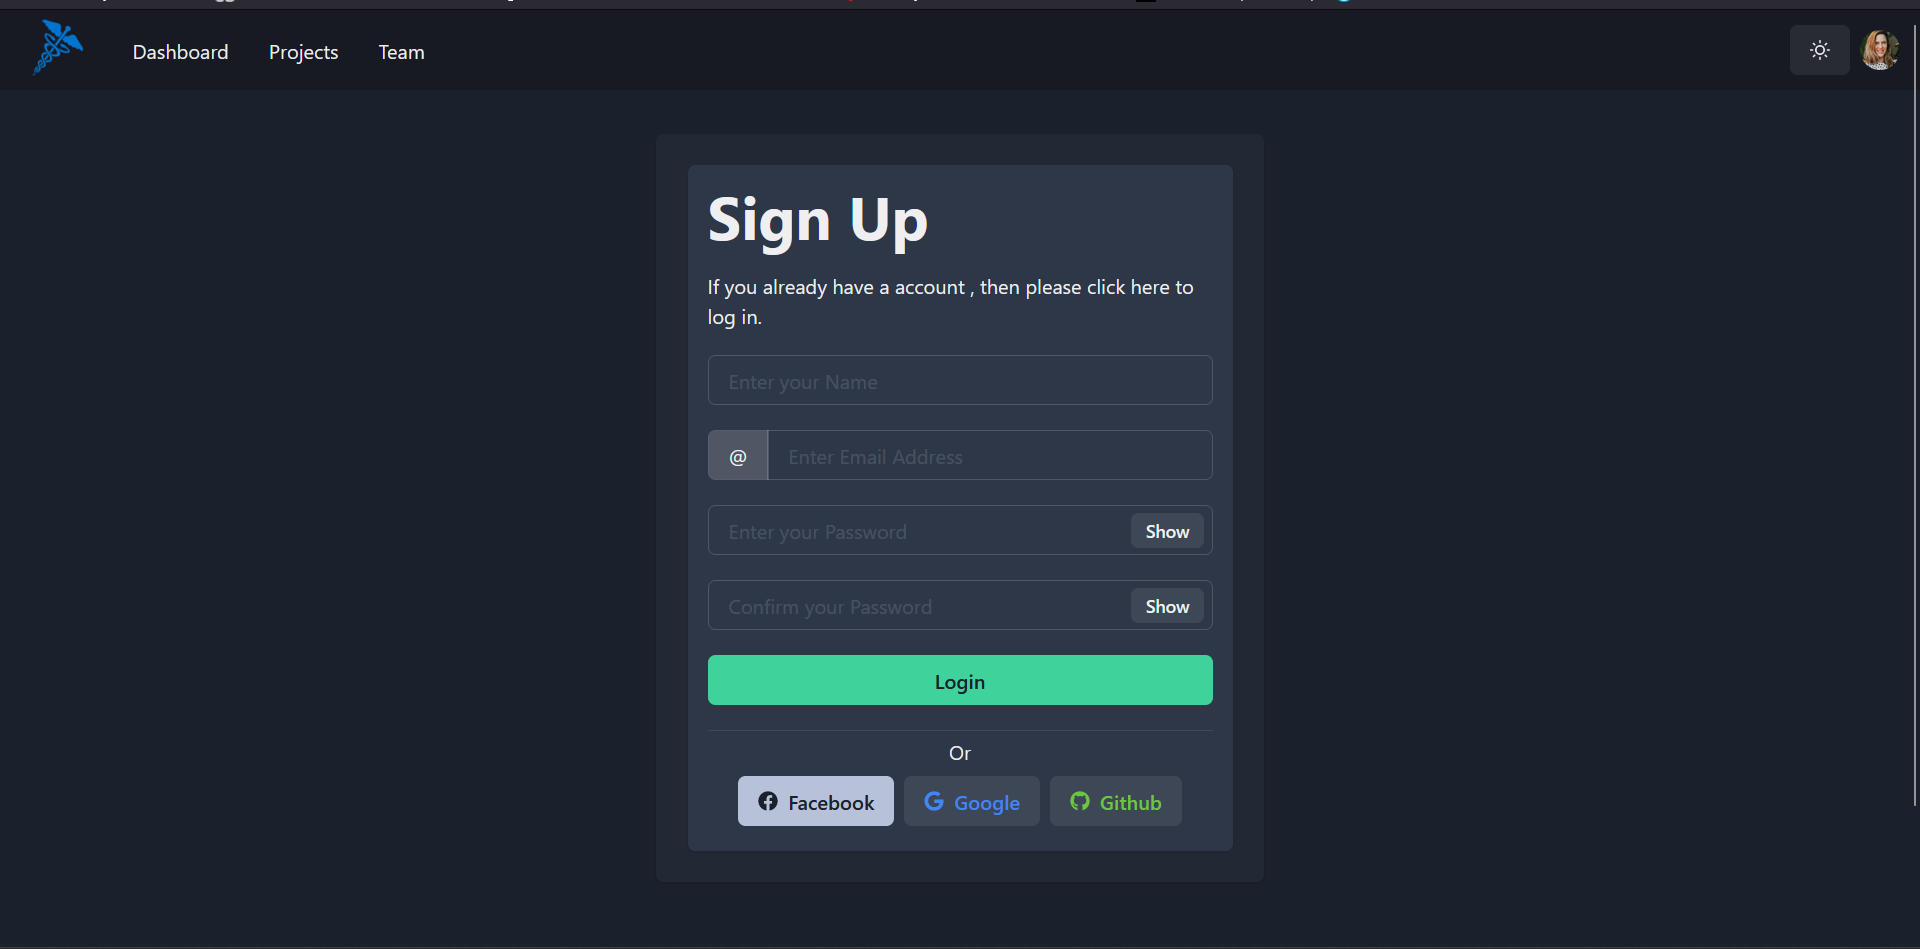 Dashboard Projects Team
Sign Up
If you already have a account , then please click here to
log in.
Enter your Name
@ Enter Email Address
Enter your Password Show
Confirm your Password Show
Login
Or
Facebook Google Github